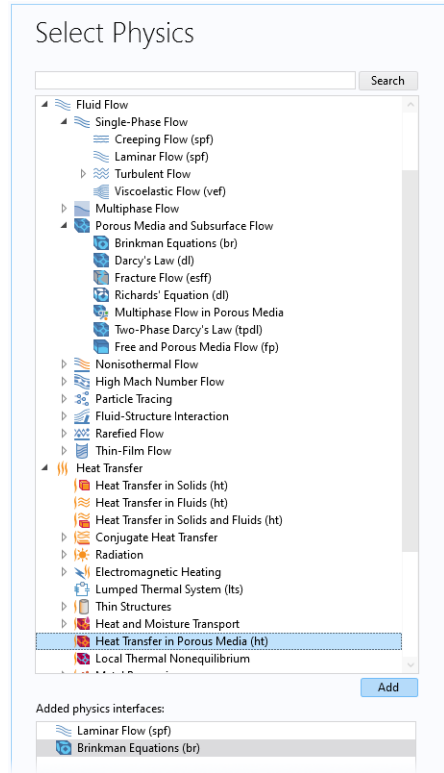 Select Physics
Search
Fluid Flow
Single-Phase Flow
Creeping Flow (spf)
Laminar Flow (spf)
Turbulent Flow
Viscoelastic Flow (vef)
Multiphase Flow
Porous Media and Subsurface Flow
Brinkman Equations (br)
Darcy's Law (dl)
Fracture Flow (esff)
Richards' Equation (dl)
Multiphase Flow in Porous Media
Two-Phase Darcy's Law (tpdl)
Free and Porous Media Flow (fp)
Nonisothermal Flow
High Mach Number Flow
Particle Tracing
Fluid-Structure Interaction
Rarefied Flow
Thin-Film Flow
Heat Transfer
Heat Transfer in Solids (ht)
Heat Transfer in Fluids (ht)
Heat Transfer in Solids and Fluids (ht)
Conjugate Heat Transfer
Radiation
Electromagnetic Heating
Lumped Thermal System (lts)
Thin Structures
Heat and Moisture Transport
Heat Transfer in Porous Media (ht)
Local Thermal Nonequilibrium
Add
Added physics interfaces:
Laminar Flow (spf)
Brinkman Equations (br)